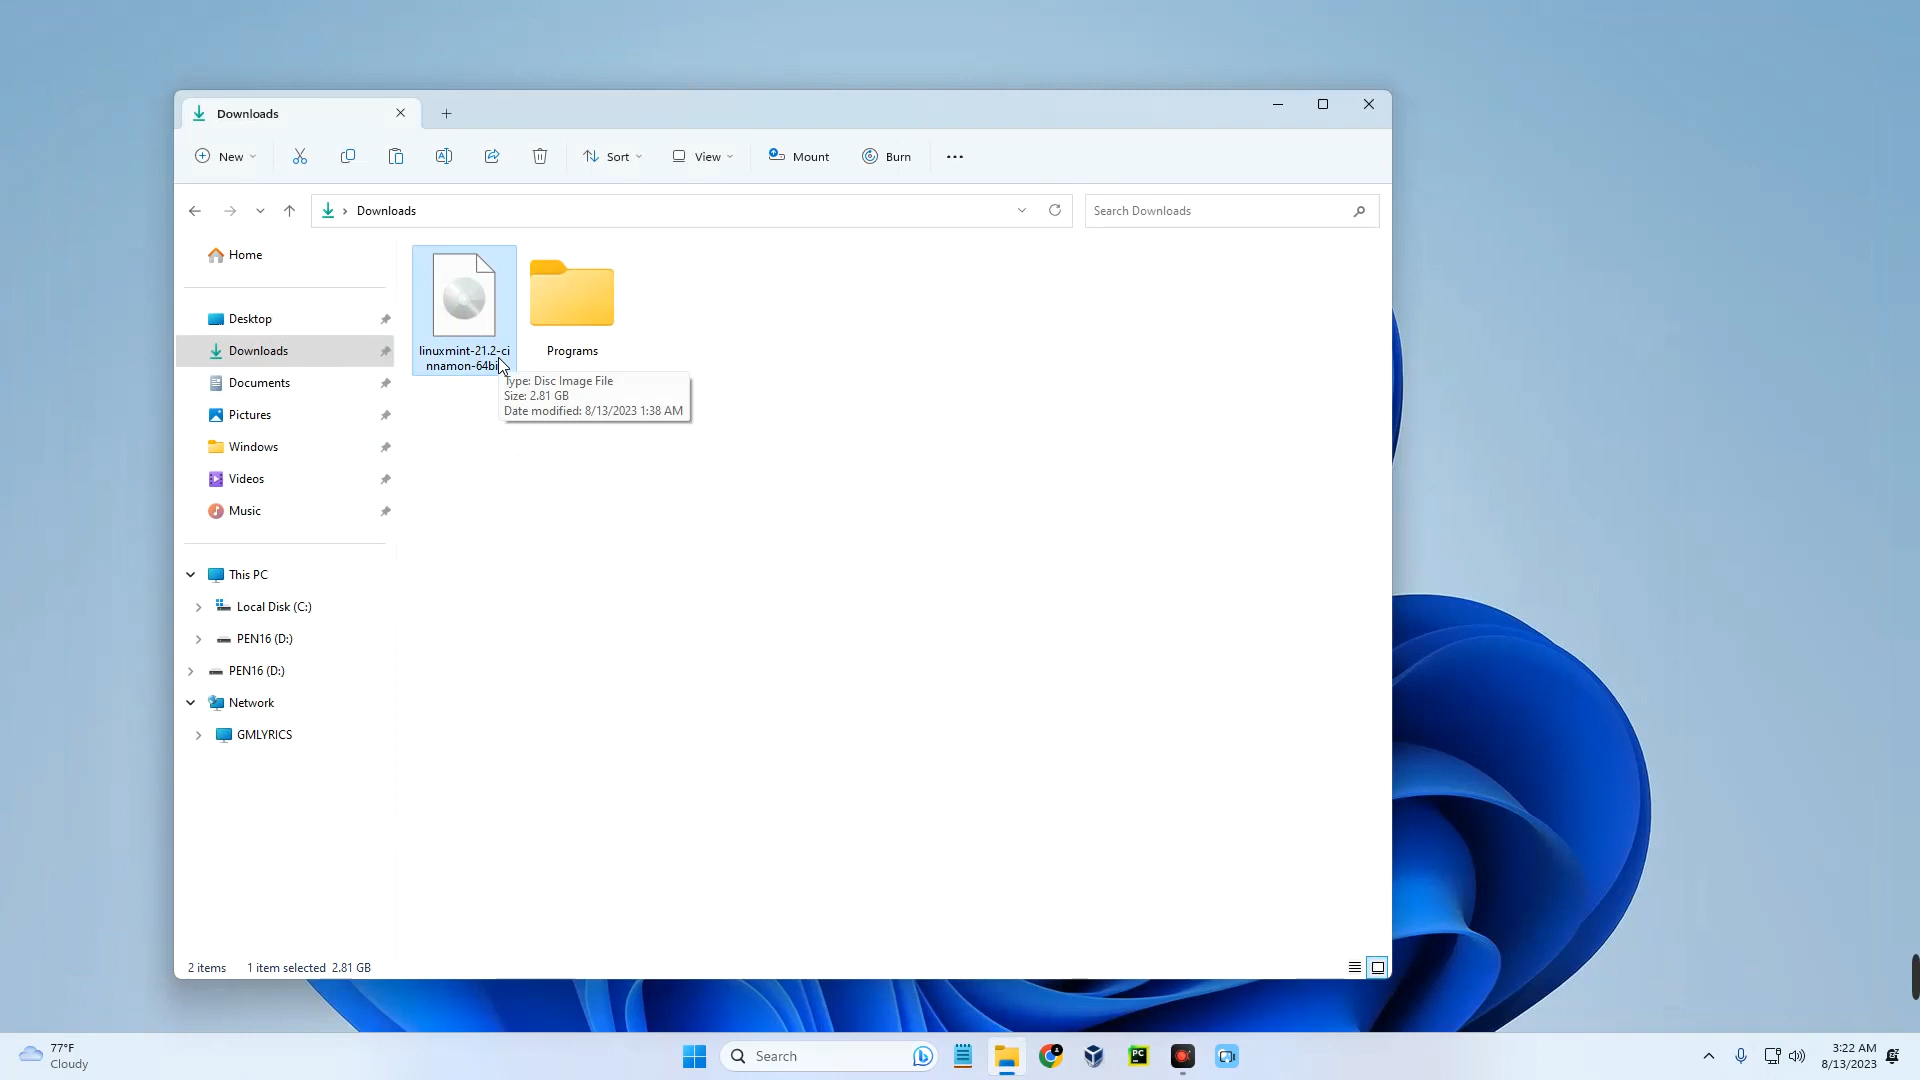 Downloads
New
Sort
View
Mount
Burn
Downloads
Search Downloads
Home
Desktop
Downloads
Documents
Pictures
Windows
Videos
Music
This PC
Local Disk (C:)
PEN16 (D:)
PEN16 (D:)
Network
GMLYRICS
linuxmint-21.2-ci
nnamon-64bi
Programs
Type: Disc Image File
Size: 2.81 GB
Date modified: 8/13/2023 1:38 AM
2 items
1 item selected 2.81 GB
77°F
Cloudy
Search
PC
3:22 AM
8/13/2023